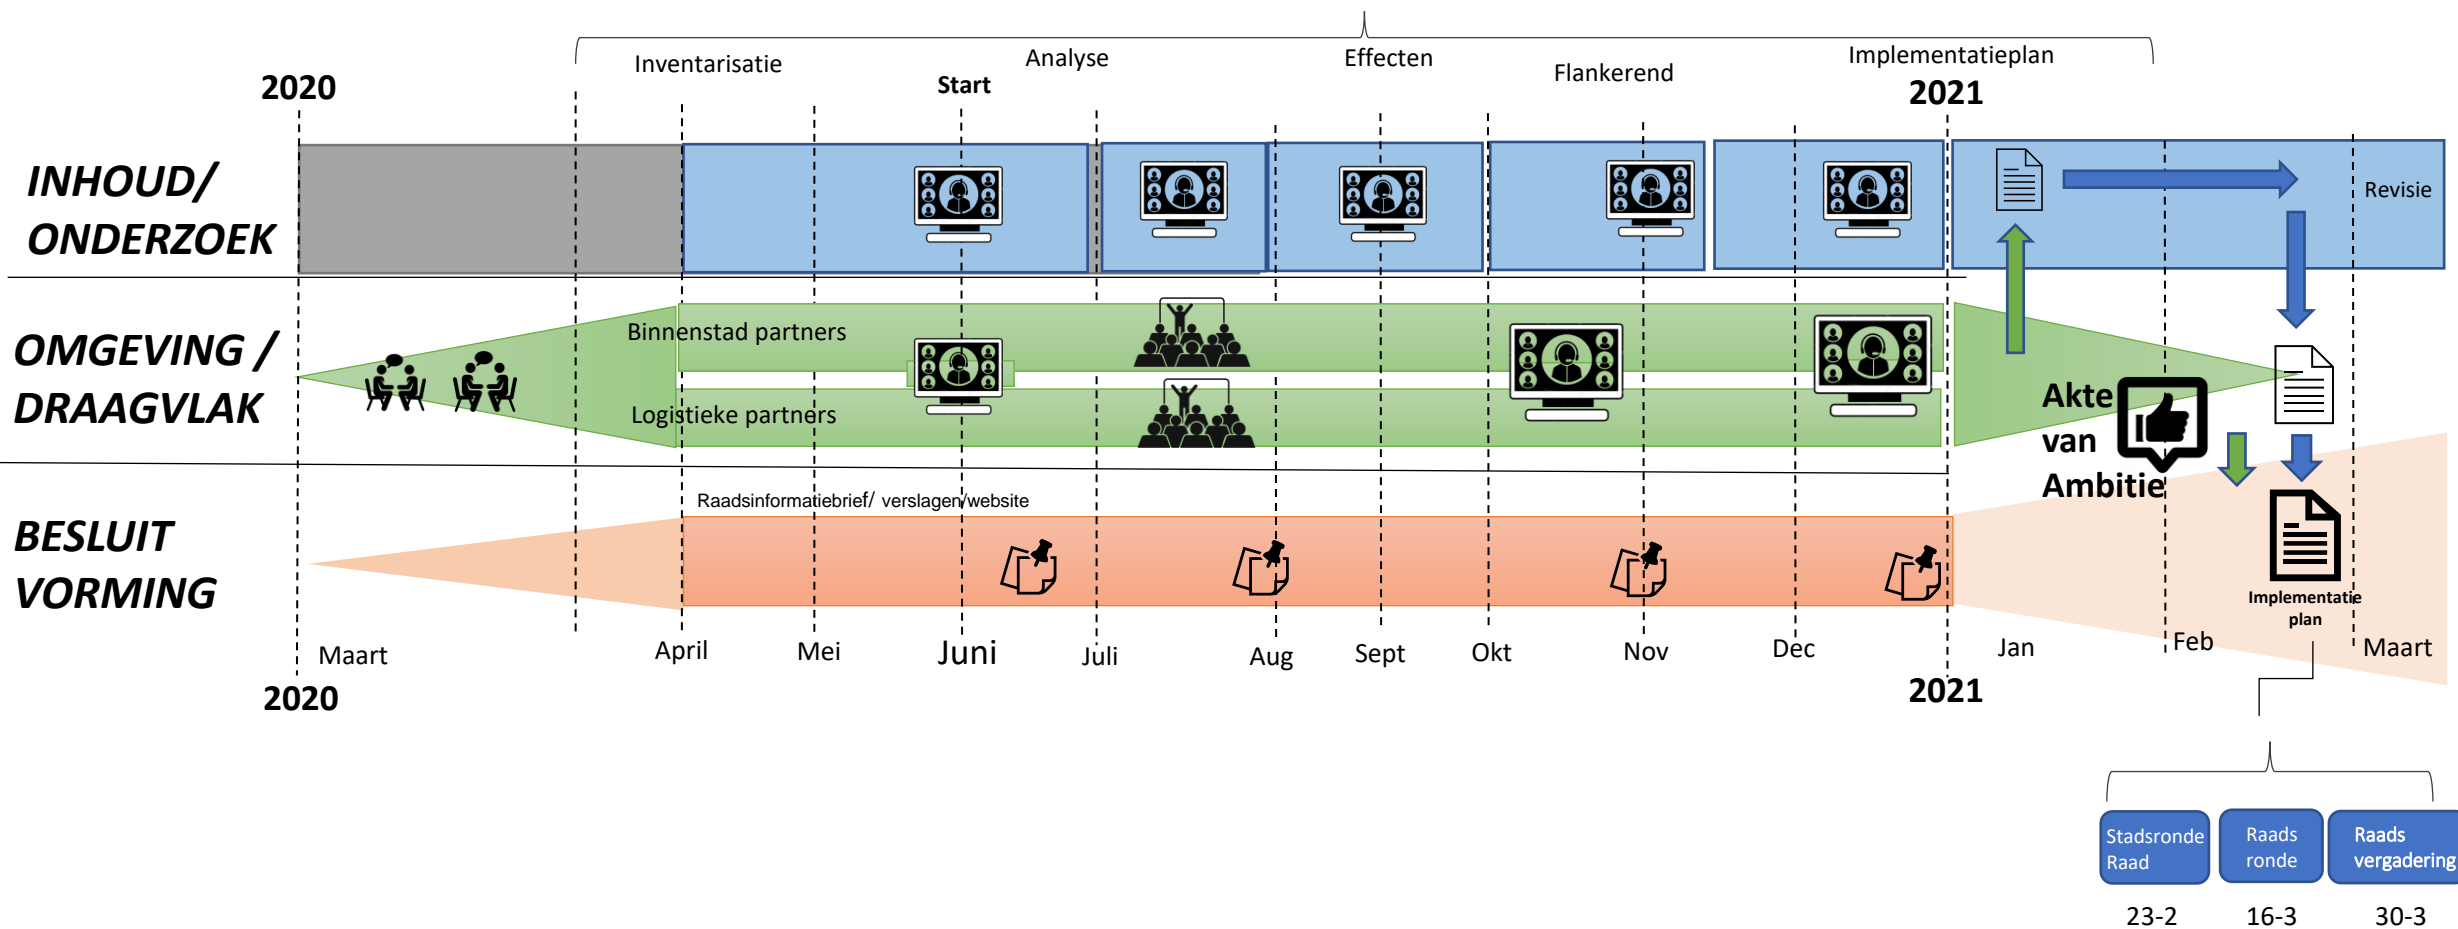 Inventarisatie
Analyse
Effecten
Flankerend
Implementatieplan
2020
Start
2021
INHOUD/
ONDERZOEK
Revisie
OMGEVING /
DRAAGVLAK
Binnenstad partners
Logistieke partners
Akte
van
Ambitie
BESLUIT
VORMING
Raadsinformatiebrief/ verslagen/website
Implementatie
plan
Maart
April
Mei
Juni
Juli
Aug
Sept
Okt
Nov
Dec
Jan
Feb
Maart
2020
2021
Stadsronde
Raad
Raads
ronde
Raads
vergadering
23-2
16-3
30-3